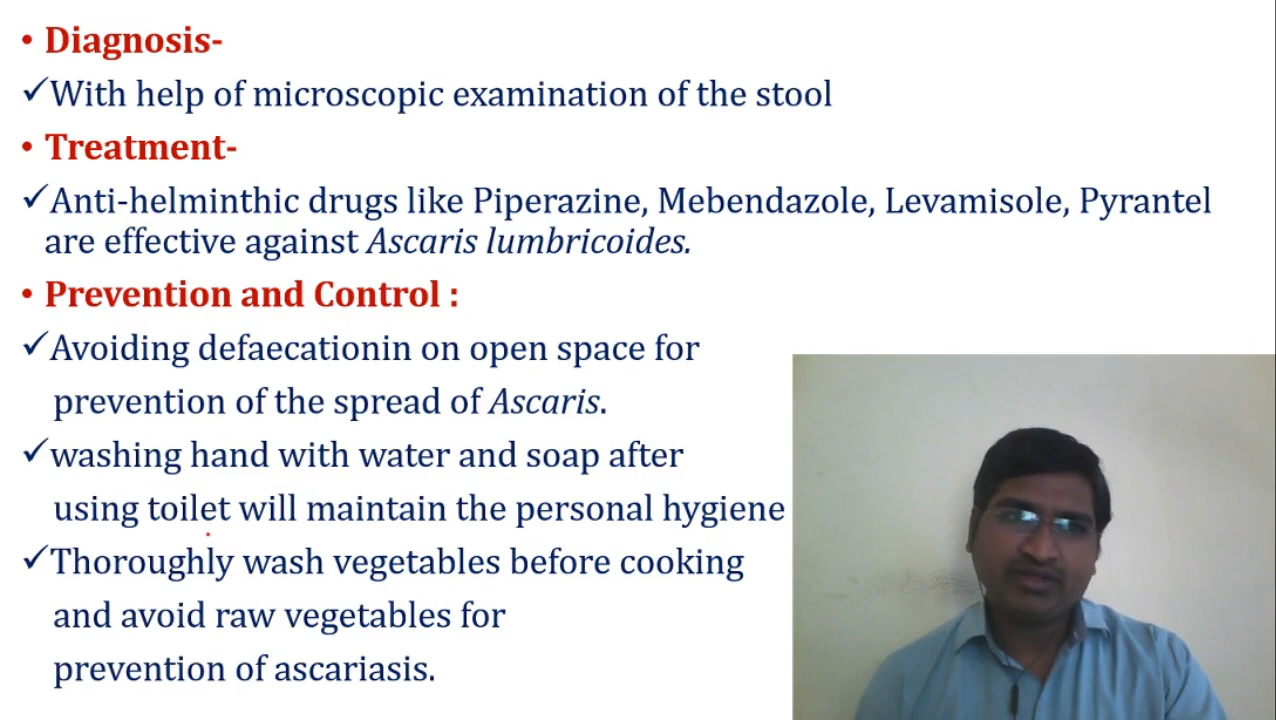 • Diagnosis-
✓With help of microscopic examination of the stool
• Treatment-
✓Anti-helminthic drugs like Piperazine, Mebendazole, Levamisole, Pyrantel
are effective against Ascaris lumbricoides.
• Prevention and Control :
✓Avoiding defaecationin on open space for
prevention of the spread of Ascaris.
✓washing hand with water and soap after
using toilet will maintain the personal hygiene
✓Thoroughly wash vegetables before cooking
and avoid raw vegetables for
prevention of ascariasis.